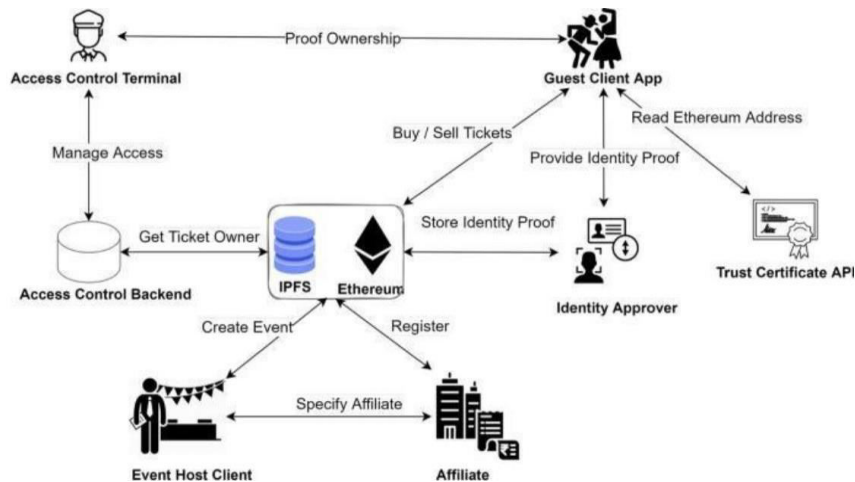 Proof Ownership
Access Control Terminal
Guest Client App
Read Ethereum Address
Buy / Sell Tickets
Manage Access
Provide Identity Proof
Get Ticket Owner
Store Identity Proof
Trust Certificate API
IPFS
Ethereum
Access Control Backend
Identity Approver
Create Event
Register
Specify Affiliate
Event Host Client
Affiliate